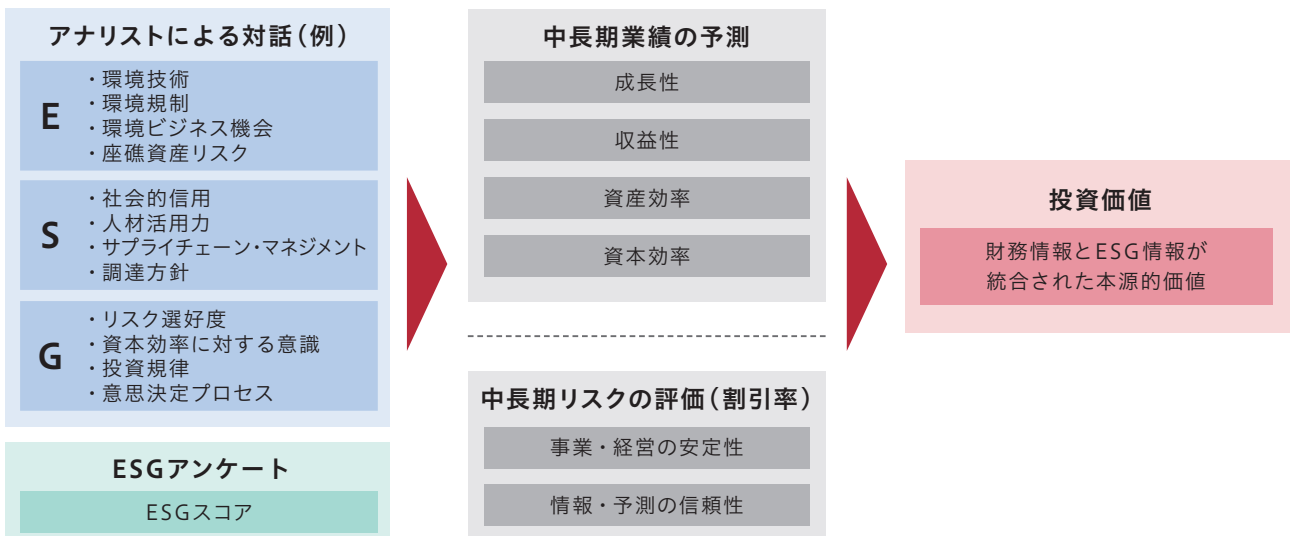 アナリストによる対話（例）
E
・環境技術
・環境規制
・環境ビジネス機会
・座礁資産リスク
S
・社会的信用
・人材活用力
・サプライチェーン・マネジメント
・調達方針
G
・リスク選好度
・資本効率に対する意識
・投資規律
・意思決定プロセス
ESGアンケート
ESGスコア
中長期業績の予測
成長性
収益性
資産効率
資本効率
中長期リスクの評価（割引率）
事業・経営の安定性
情報・予測の信頼性
投資価値
財務情報とESG情報が
統合された本源的価値